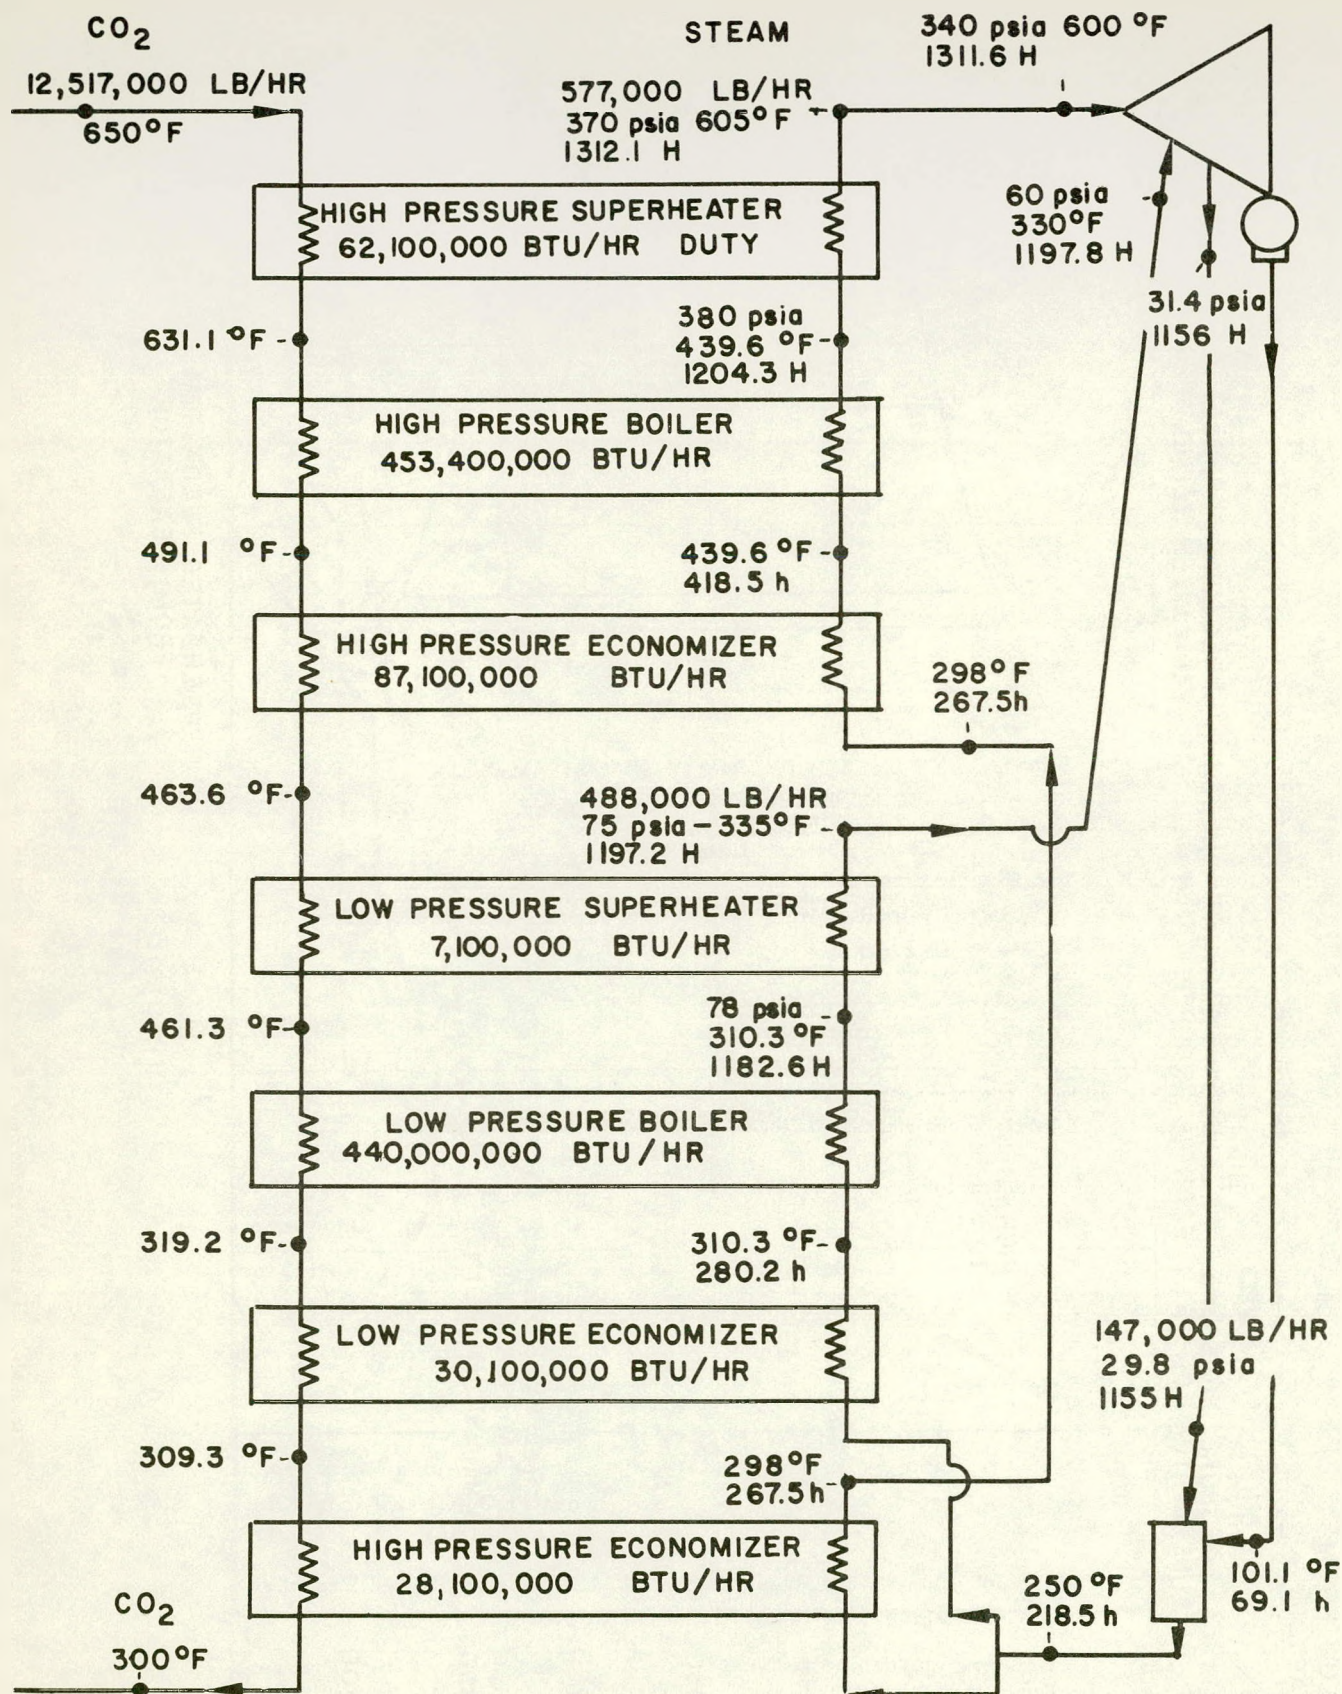 CO2
12,517,000 LB/HR
650°F
STEAM
577,000 LB/HR
370 psia 605°F
1312.1 H
340 psia 600 °F
1311.6 H
60 psia
330°F
1197.8 H
31.4 psia
1156 H
HIGH PRESSURE SUPERHEATER
62,100,000 BTU/HR DUTY
631.1 °F
380 psia
439.6 °F
1204.3 H
HIGH PRESSURE BOILER
453,400,000 BTU/HR
491.1 °F
439.6 °F
418.5 h
HIGH PRESSURE ECONOMIZER
87,100,000 BTU/HR
298°F
267.5h
463.6 °F
488,000 LB/HR
75 psia-335°F
1197.2 H
LOW PRESSURE SUPERHEATER
7,100,000 BTU/HR
461.3 °F
78 psia
310.3 °F
1182.6 H
LOW PRESSURE BOILER
440,000,000 BTU/HR
319.2 °F
310.3 °F
280.2 h
LOW PRESSURE ECONOMIZER
30,100,000 BTU/HR
147,000 LB/HR
29.8 psia
1155 H
309.3 °F
298°F
267.5h
HIGH PRESSURE ECONOMIZER
28,100,000 BTU/HR
101.1 °F
69.1 h
250 °F
218.5 h
CO2
300°F